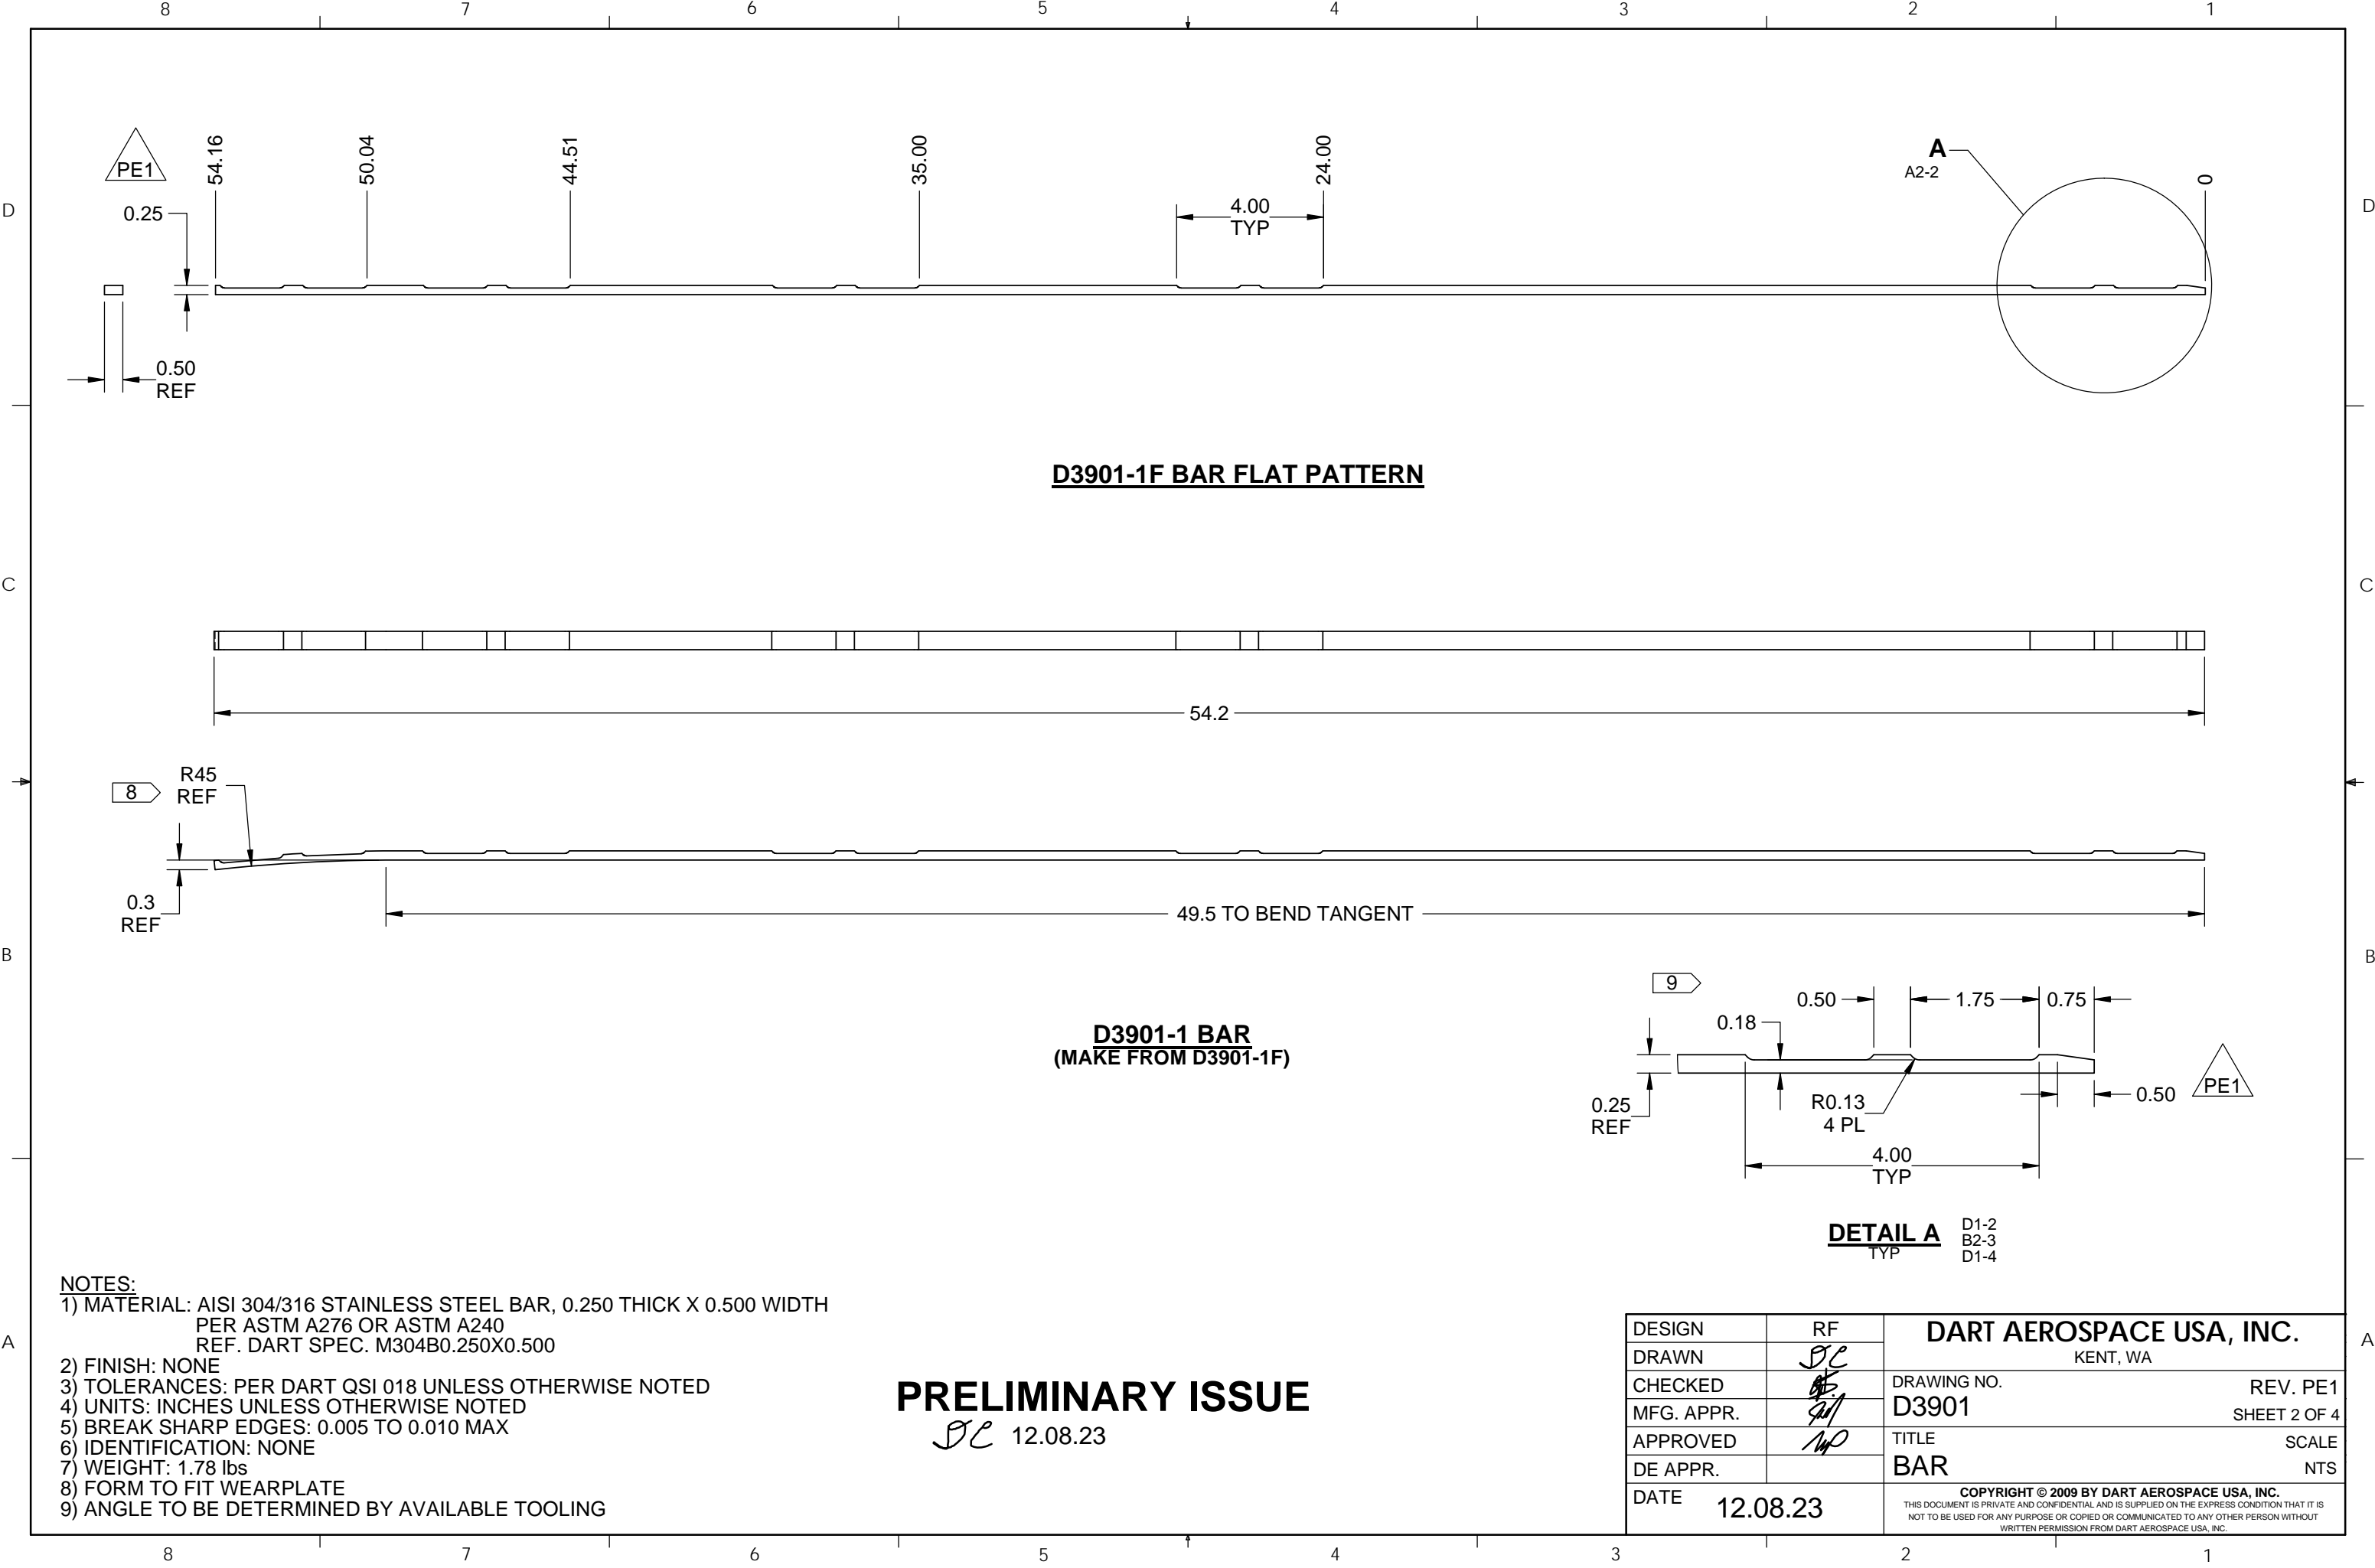 8 7 6 5 4 3 2 1
PE1
54.16
50.04
44.51
35.00
24.00
0
A
A2-2
D
D
0.25
4.00
TYP
0.50
REF
D3901-1F BAR FLAT PATTERN
C
C
54.2
8
R45
REF
0.3
REF
49.5 TO BEND TANGENT
B
B
D3901-1 BAR
(MAKE FROM D3901-1F)
9
0.50
1.75
0.75
0.18
0.25
REF
R0.13
4 PL
0.50
PE1
4.00
TYP
DETAIL A
TYP
D1-2
B2-3
D1-4
NOTES:
1) MATERIAL: AISI 304/316 STAINLESS STEEL BAR, 0.250 THICK X 0.500 WIDTH
PER ASTM A276 OR ASTM A240
REF. DART SPEC. M304B0.250X0.500
2) FINISH: NONE
3) TOLERANCES: PER DART QSI 018 UNLESS OTHERWISE NOTED
4) UNITS: INCHES UNLESS OTHERWISE NOTED
5) BREAK SHARP EDGES: 0.005 TO 0.010 MAX
6) IDENTIFICATION: NONE
7) WEIGHT: 1.78 lbs
8) FORM TO FIT WEARPLATE
9) ANGLE TO BE DETERMINED BY AVAILABLE TOOLING
A
A
PRELIMINARY ISSUE
12.08.23
DESIGN RF
DRAWN
CHECKED
MFG. APPR.
APPROVED
DE APPR.
DATE 12.08.23
DART AEROSPACE USA, INC.
KENT, WA
DRAWING NO. REV. PE1
D3901 SHEET 2 OF 4
TITLE SCALE
BAR NTS
COPYRIGHT © 2009 BY DART AEROSPACE USA, INC.
THIS DOCUMENT IS PRIVATE AND CONFIDENTIAL AND IS SUPPLIED ON THE EXPRESS CONDITION THAT IT IS
NOT TO BE USED FOR ANY PURPOSE OR COPIED OR COMMUNICATED TO ANY OTHER PERSON WITHOUT
WRITTEN PERMISSION FROM DART AEROSPACE USA, INC.
8 7 6 5 4 3 2 1